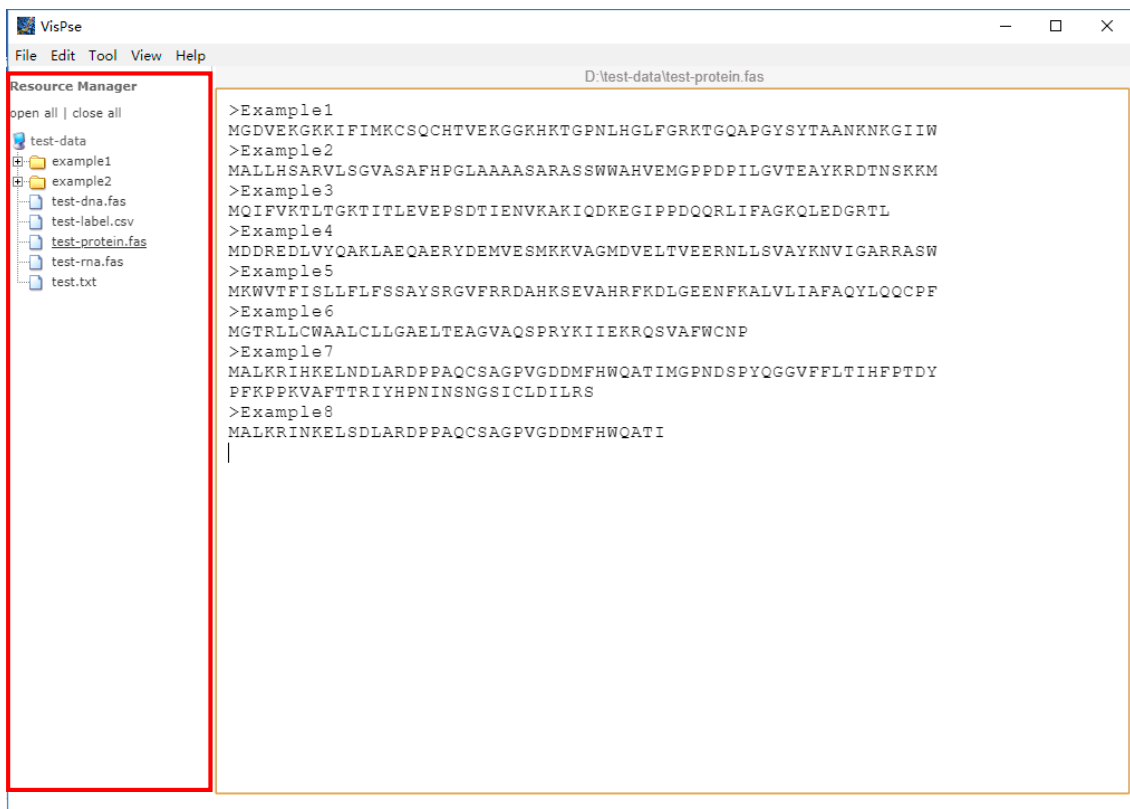 VisPse
File Edit Tool View Help
Resource Manager
open all | close all
test-data
example1
example2
test-dna.fas
test-label.csv
test-protein.fas
test-rna.fas
test.txt
D:\test-data\test-protein.fas
>Example1
MGDVEKGKKIFIMKCSQCHTVEKGGKHKTGPNLHGLFGRKTGQAPGYSYTAANKNKGIIW
>Example2
MALLHSARVLSGVASAFHPGLAAAASARASSWWAHVEMGPPDPILGVTEAYKRDTNSKKM
>Example3
MQIFVKTLTGKTITLEVEPSDTIENVKAKIQDKEGIPPDQQRLIFAGKQLEDGRTL
>Example4
MDDREDLVYQAKLAEQAERYDEMVESMKKVAGMDVELTVEERNLLSVAYKNVIGARRASW
>Example5
MKWVTFISLLFLFSSAYSRGVFRRDAHKSEVAHRFKDLGEENFKALVLIAFAQYLQQCPF
>Example6
MGTRLLCWAALCLLGAELTEAGVAQSPRYKIIEKRQSVAFWCNP
>Example7
MALKRIHKELNDLARDPPAQCSAGPVGDDMFHWQATIMGPNDSPYQGGVFFLTIHFPTDY
PFKPPKVAFTTRIYHPNINSNGSICLDILRS
>Example8
MALKRINKELSDLARDPPAQCSAGPVGDDMFHWQATI